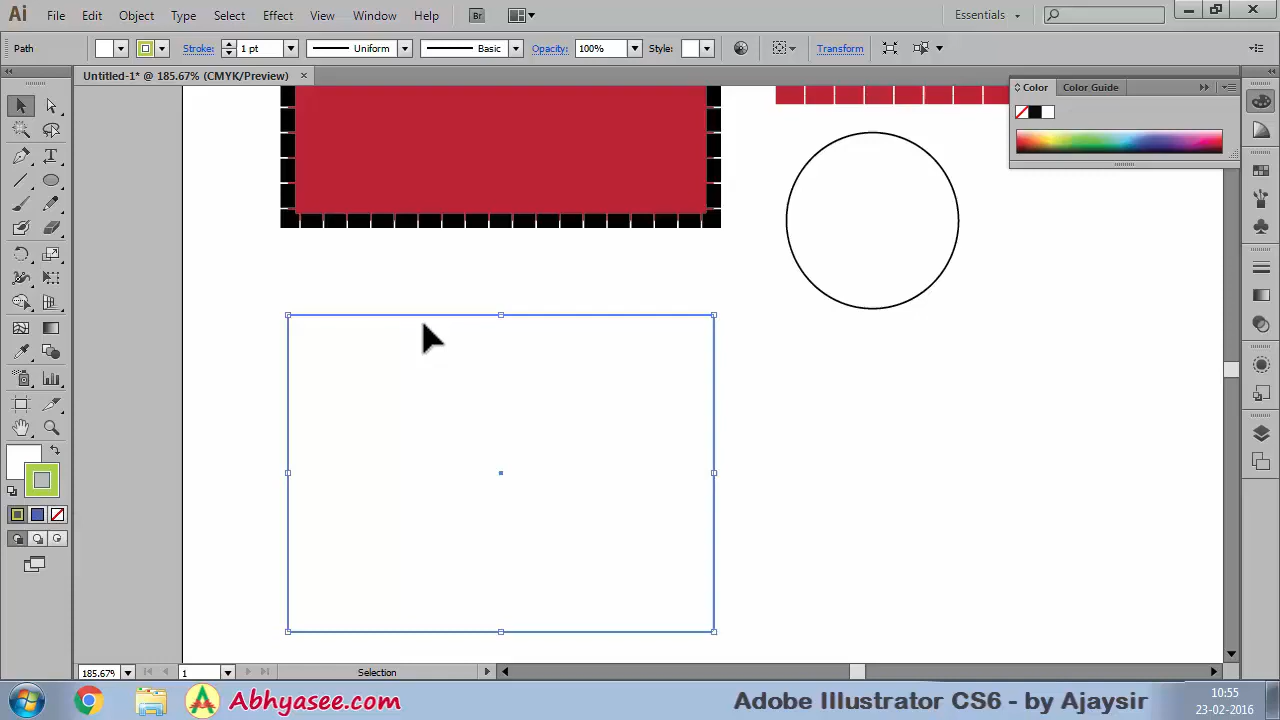 Ai File Edit Object Type Select Effect View Window Help Br Essentials
Path Stroke: 1 pt Uniform Basic Opacity: 100% Style: Transform
Untitled-1* @ 185.67% (CMYK/Preview)
Color Color Guide
185.67% 1 Selection
Abhyasee.com Adobe Illustrator CS6 - by Ajaysir
10:55
23-02-2016